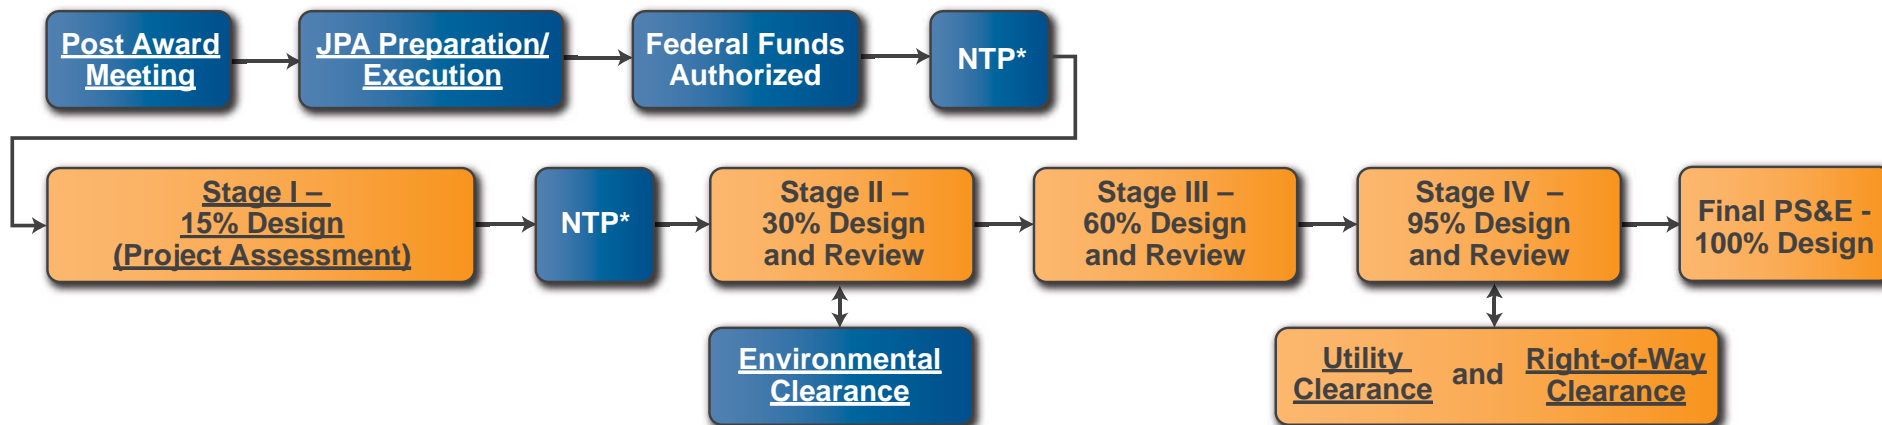 Post Award
Meeting
JPA Preparation/
Execution
Federal Funds
Authorized
NTP*
Stage I –
15% Design
(Project Assessment)
NTP*
Stage II –
30% Design
and Review
Stage III –
60% Design
and Review
Stage IV –
95% Design
and Review
Final PS&E -
100% Design
Environmental
Clearance
Utility
Clearance
and
Right-of-Way
Clearance